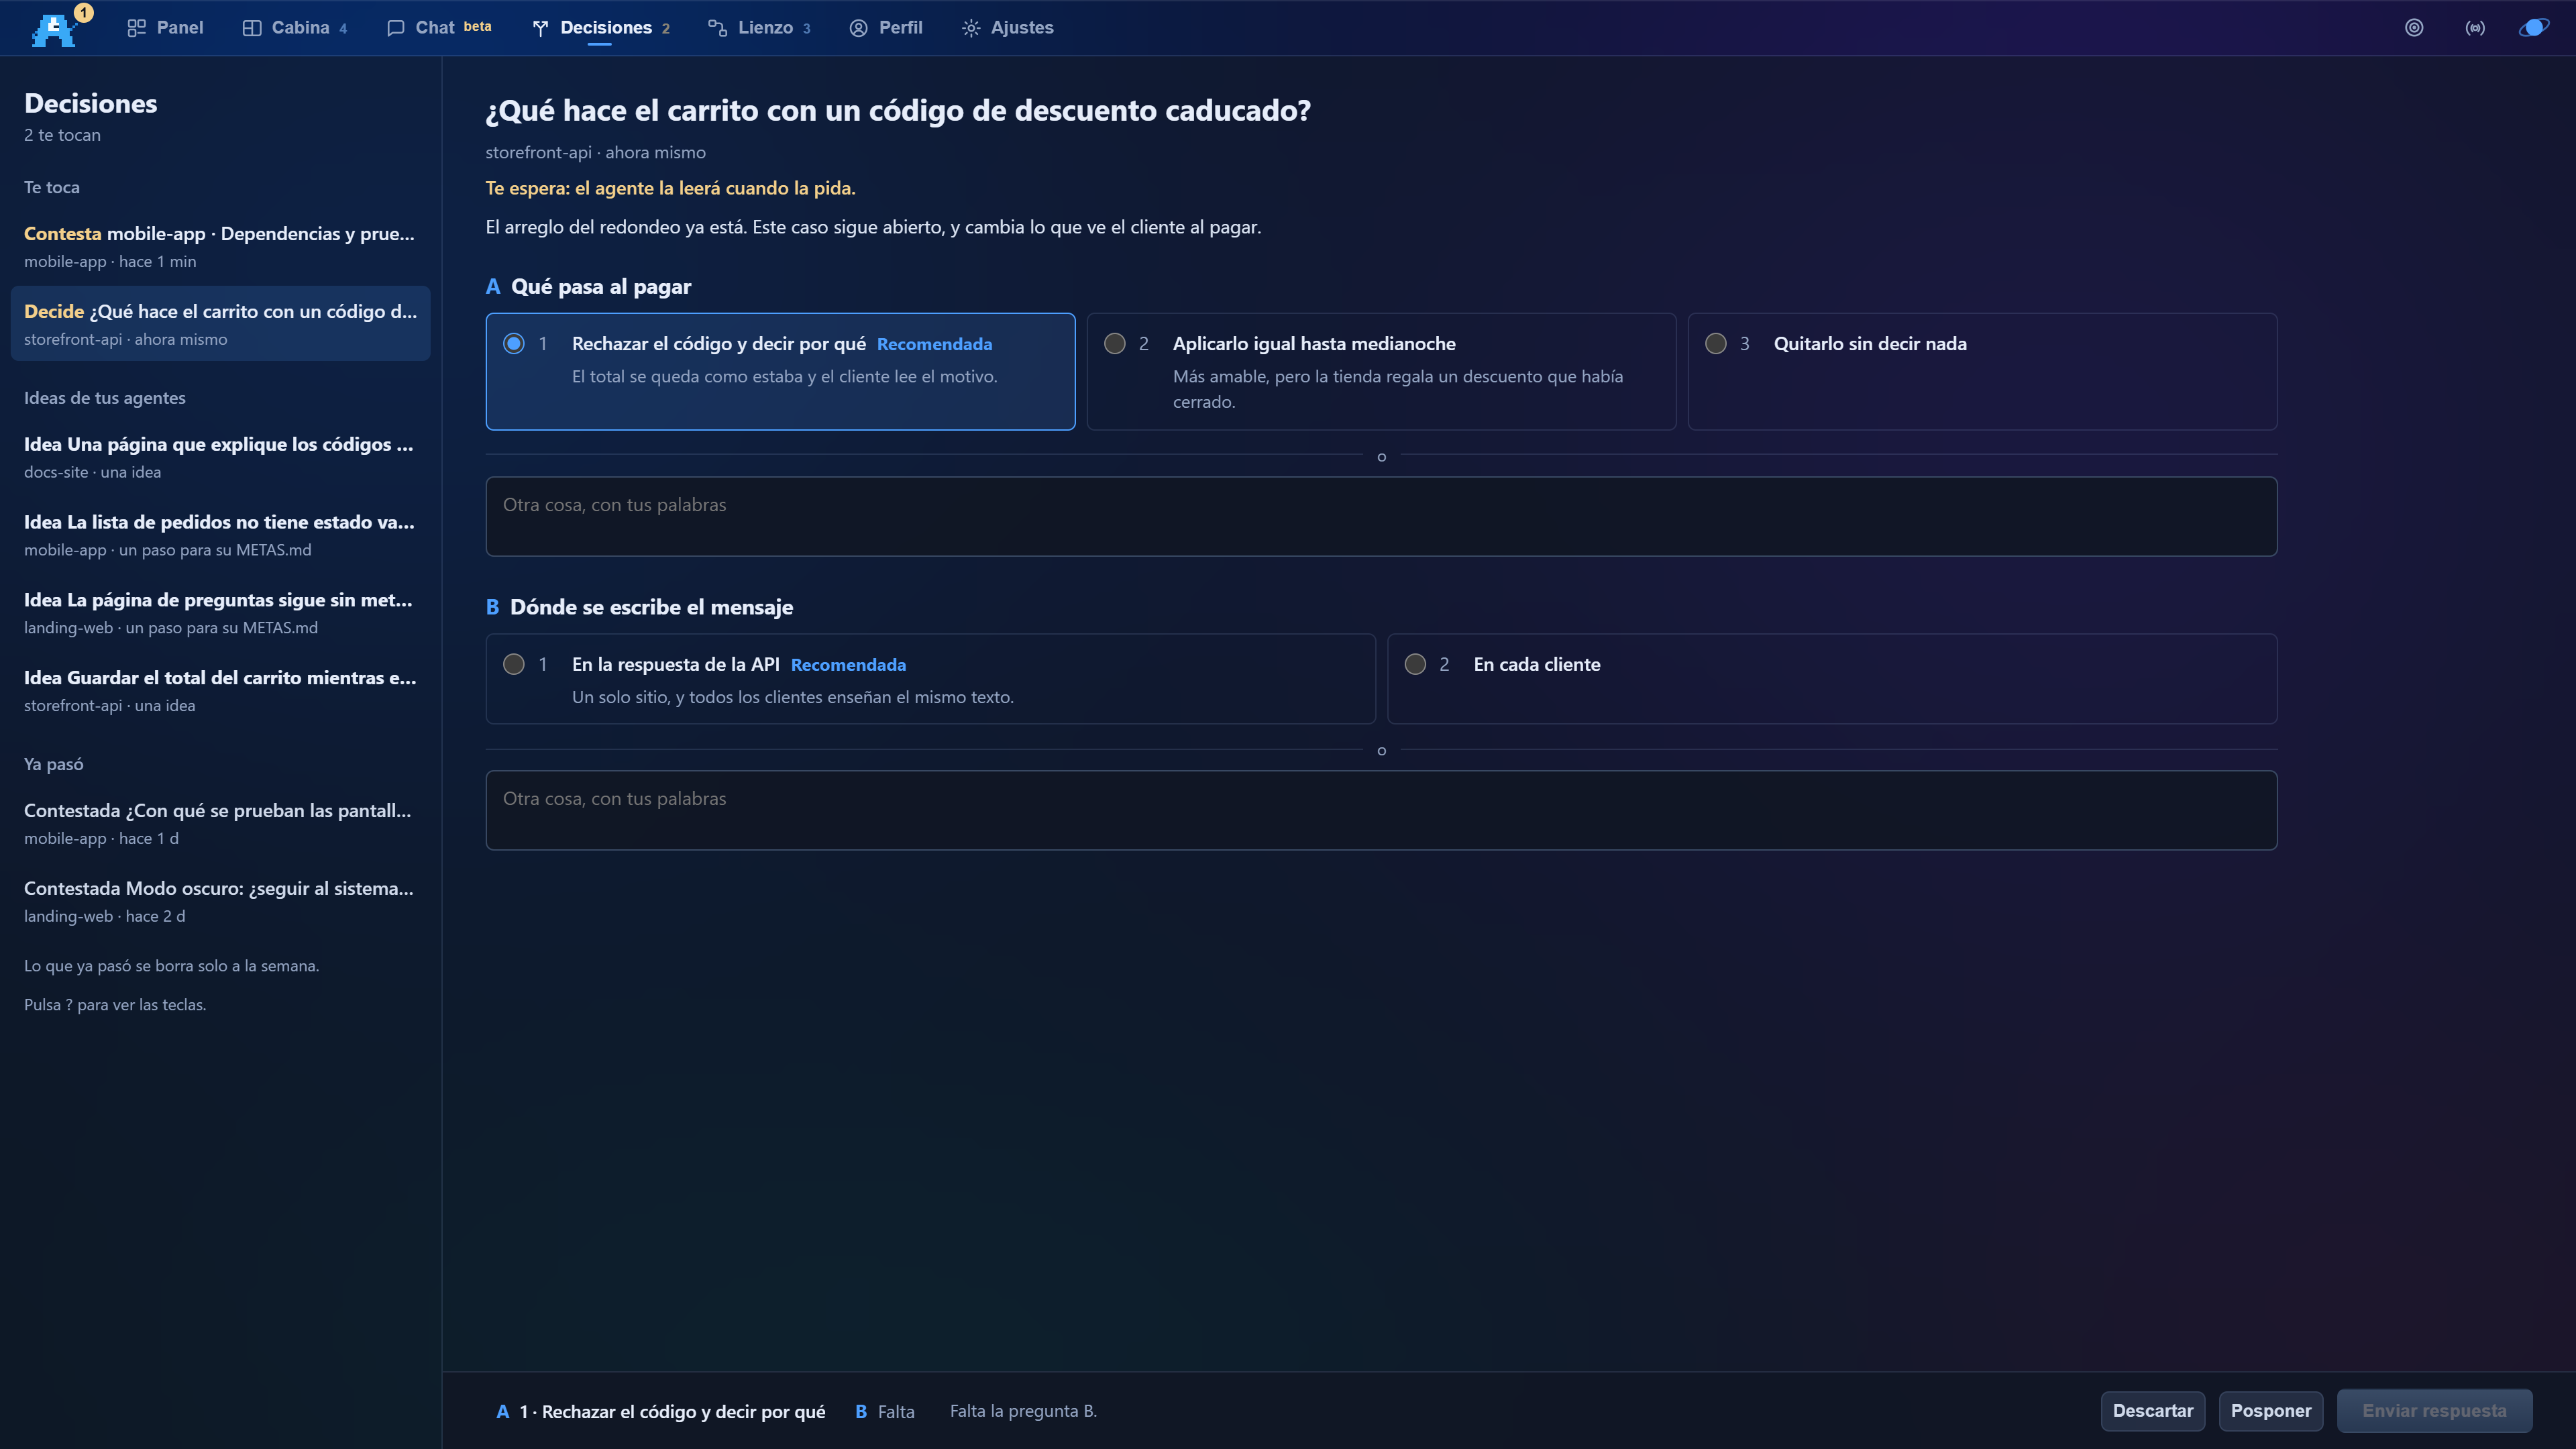 1
Panel
Cabina 4
Chat beta
Decisiones 2
Lienzo 3
Perfil
Ajustes
Decisiones
2 te tocan
Te toca
Contesta mobile-app · Dependencias y prue...
mobile-app · hace 1 min
Decide ¿Qué hace el carrito con un código d...
storefront-api · ahora mismo
Ideas de tus agentes
Idea Una página que explique los códigos ...
docs-site · una idea
Idea La lista de pedidos no tiene estado va...
mobile-app · un paso para su METAS.md
Idea La página de preguntas sigue sin met...
landing-web · un paso para su METAS.md
Idea Guardar el total del carrito mientras e...
storefront-api · una idea
Ya pasó
Contestada ¿Con qué se prueban las pantall...
mobile-app · hace 1 d
Contestada Modo oscuro: ¿seguir al sistema...
landing-web · hace 2 d
Lo que ya pasó se borra solo a la semana.
Pulsa ? para ver las teclas.
¿Qué hace el carrito con un código de descuento caducado?
storefront-api · ahora mismo
Te espera: el agente la leerá cuando la pida.
El arreglo del redondeo ya está. Este caso sigue abierto, y cambia lo que ve el cliente al pagar.
A Qué pasa al pagar
1 Rechazar el código y decir por qué Recomendada
El total se queda como estaba y el cliente lee el motivo.
2 Aplicarlo igual hasta medianoche
Más amable, pero la tienda regala un descuento que había
cerrado.
3 Quitarlo sin decir nada
o
Otra cosa, con tus palabras
B Dónde se escribe el mensaje
1 En la respuesta de la API Recomendada
Un solo sitio, y todos los clientes enseñan el mismo texto.
2 En cada cliente
o
Otra cosa, con tus palabras
A 1 · Rechazar el código y decir por qué
B Falta
Falta la pregunta B.
Descartar
Posponer
Enviar respuesta